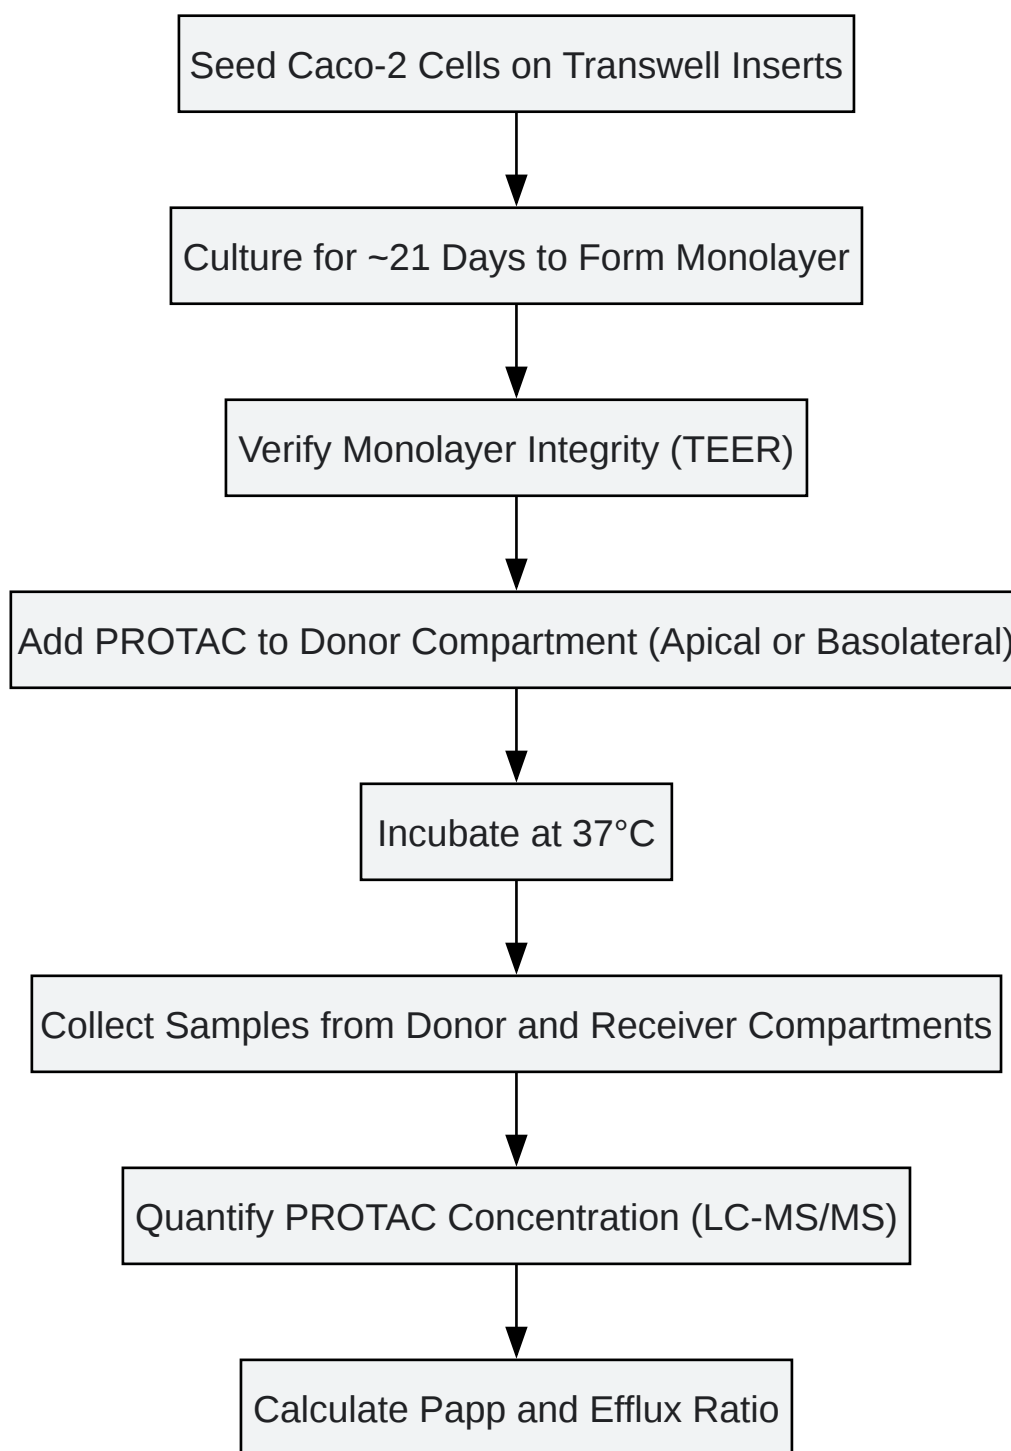 Seed Caco-2 Cells on Transwell Inserts
Culture for ~21 Days to Form Monolayer
Verify Monolayer Integrity (TEER)
Add PROTAC to Donor Compartment (Apical or Basolateral)
Incubate at 37°C
Collect Samples from Donor and Receiver Compartments
Quantify PROTAC Concentration (LC-MS/MS)
Calculate Papp and Efflux Ratio